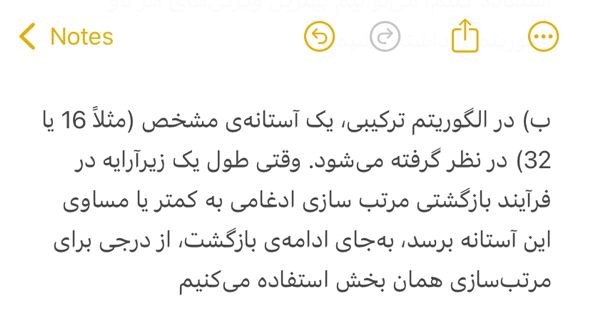 Notes
ب) در الگوریتم ترکیبی، یک آستانه‌ی مشخص (مثلاً 16 یا
32) در نظر گرفته می‌شود. وقتی طول یک زیرآرایه در
فرآیند بازگشتی مرتب سازی ادغامی به کمتر یا مساوی
این آستانه برسد، به‌جای ادامه‌ی بازگشت، از درجی برای
مرتب‌سازی همان بخش استفاده می‌کنیم